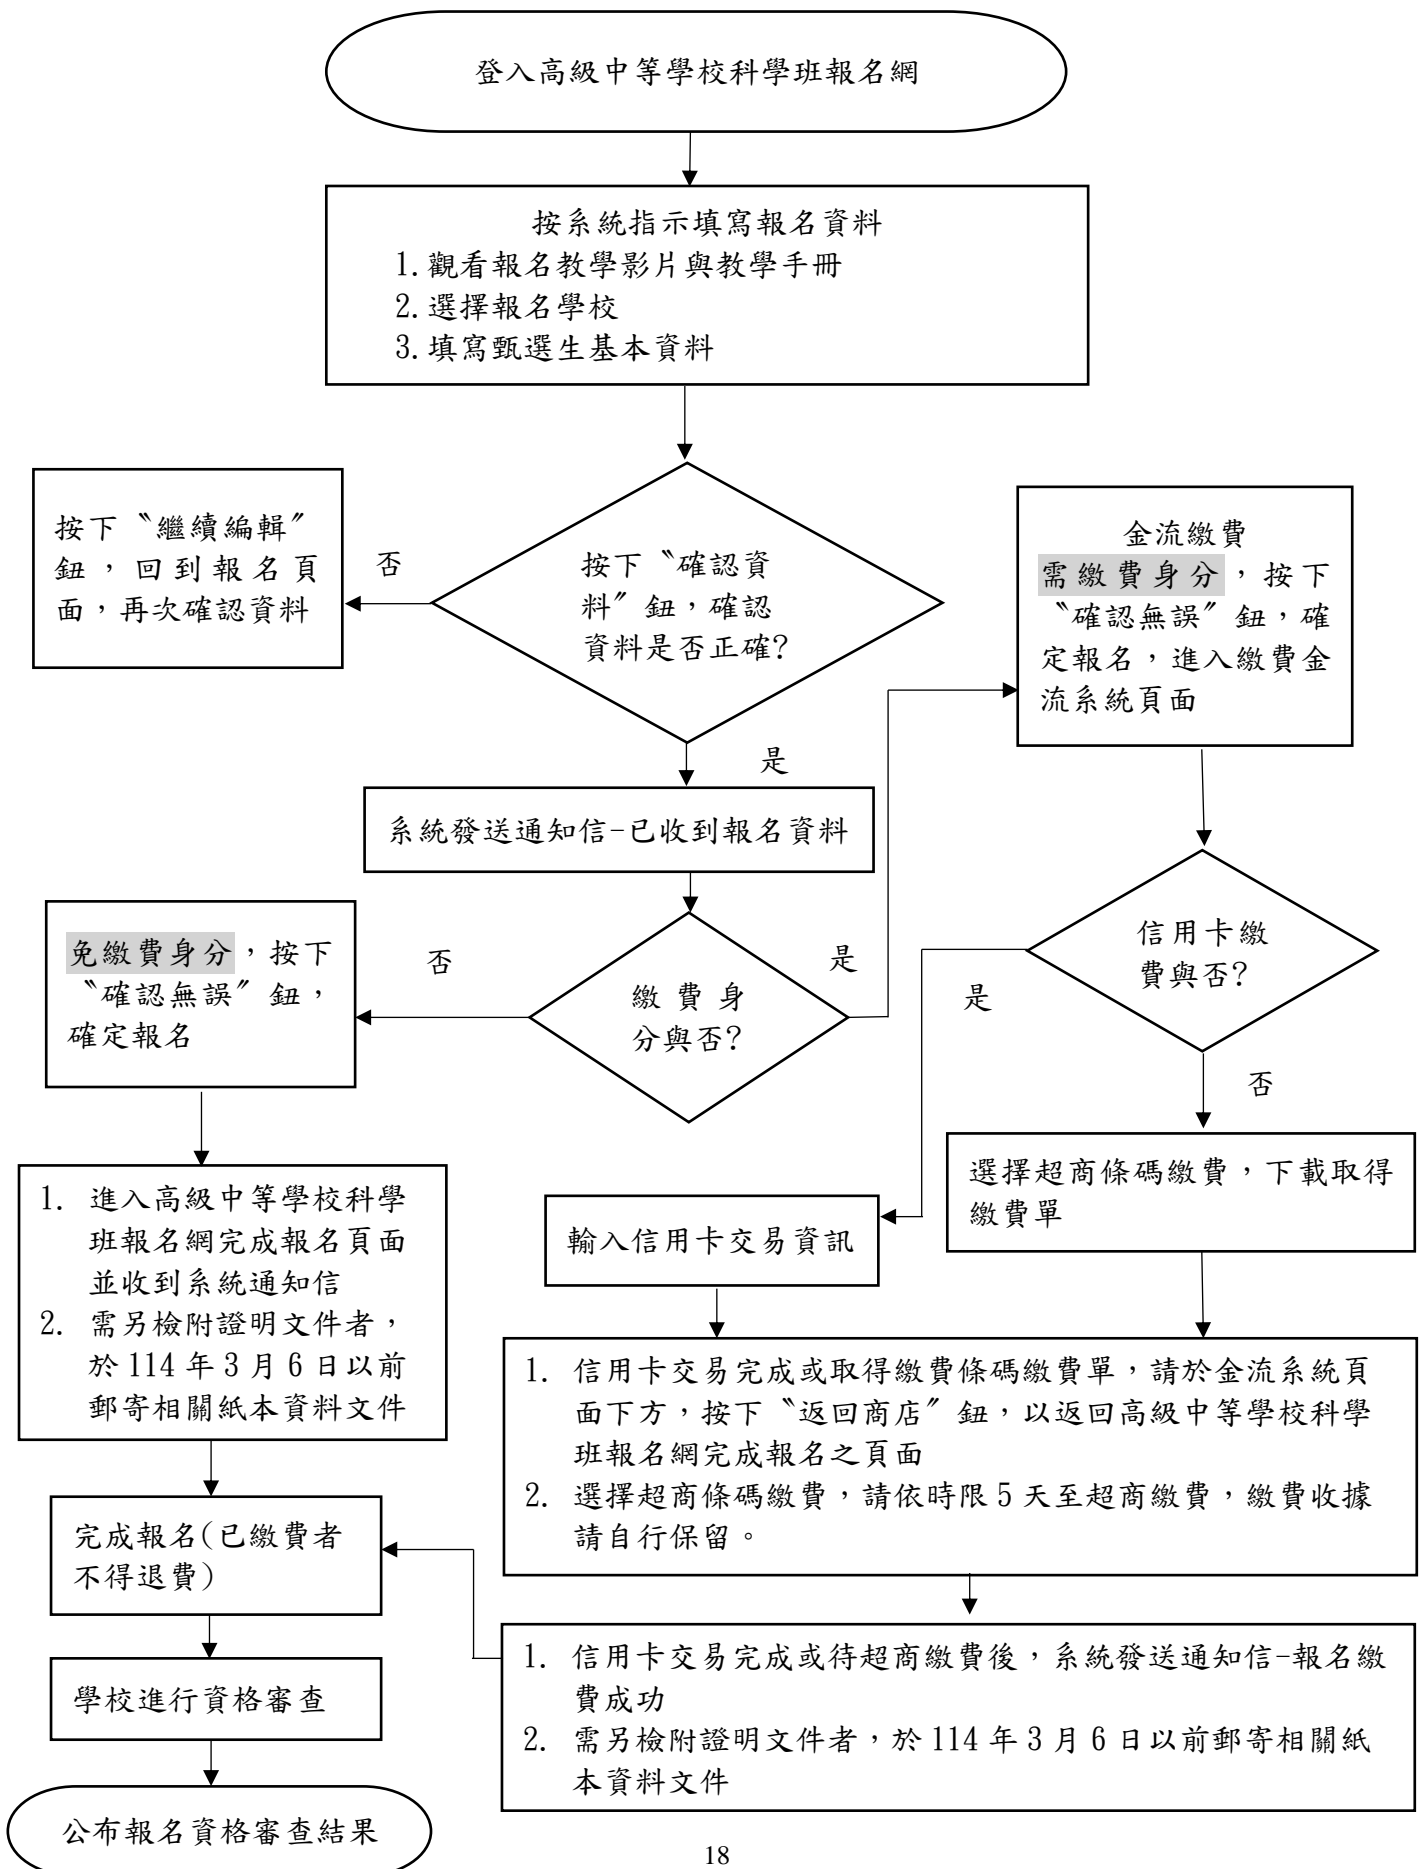 登入高級中等學校科學班報名網
按系統指示填寫報名資料
1.觀看報名教學影片與教學手冊
2.選擇報名學校
3.填寫甄選生基本資料
按下〝繼續編輯〞
鈕，回到報名頁
面，再次確認資料
否
按下〝確認資
料〞鈕，確認
資料是否正確?
是
金流繳費
需繳費身分，按下
〝確認無誤〞鈕，確
定報名，進入繳費金
流系統頁面
系統發送通知信-已收到報名資料
免繳費身分，按下
〝確認無誤〞鈕，
確定報名
否
繳費身
分與否?
是
信用卡繳
費與否?
是
否
選擇超商條碼繳費，下載取得
繳費單
輸入信用卡交易資訊
1. 進入高級中等學校科學
班報名網完成報名頁面
並收到系統通知信
2. 需另檢附證明文件者，
於 114 年 3 月 6 日以前
郵寄相關紙本資料文件
1. 信用卡交易完成或取得繳費條碼繳費單，請於金流系統頁
面下方，按下〝返回商店〞鈕，以返回高級中等學校科學
班報名網完成報名之頁面
2. 選擇超商條碼繳費，請依時限 5 天至超商繳費，繳費收據
請自行保留。
完成報名(已繳費者
不得退費)
1. 信用卡交易完成或待超商繳費後，系統發送通知信-報名繳
費成功
2. 需另檢附證明文件者，於 114 年 3 月 6 日以前郵寄相關紙
本資料文件
學校進行資格審查
公布報名資格審查結果
18